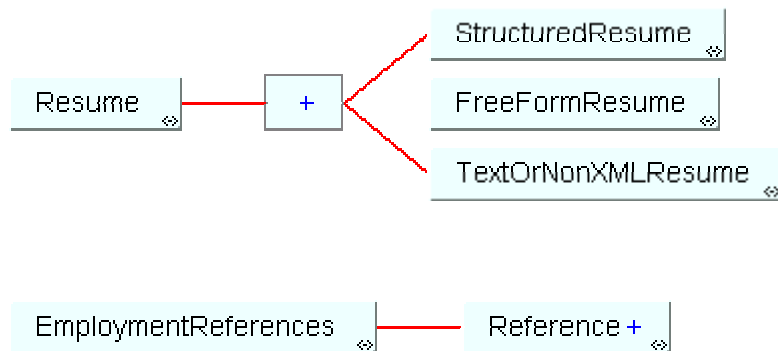 StructuredResume
Resume + FreeFormResume
TextOrNonXMLResume
EmploymentReferences Reference +